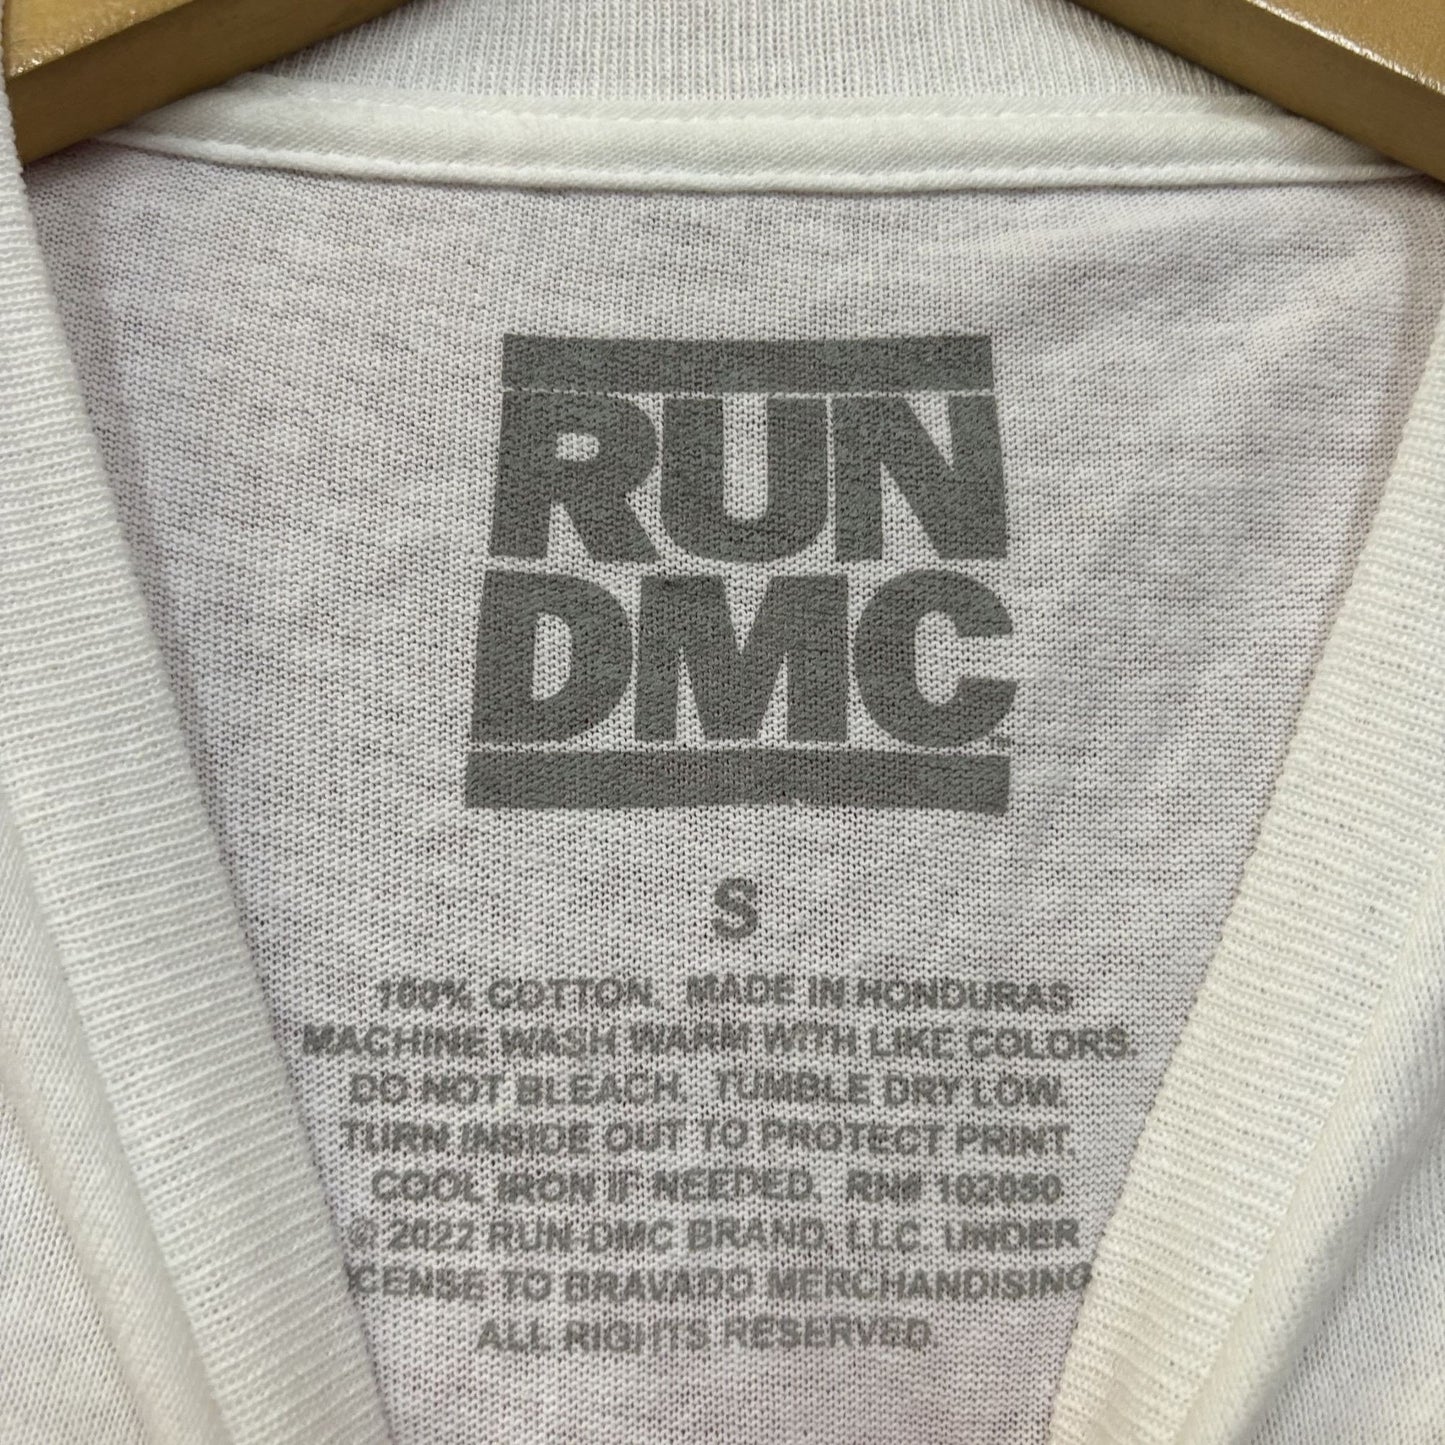 RUN
DMC
S
100% COTTON. MADE IN HONDURAS
MACHINE WASH WARM WITH LIKE COLORS.
DO NOT BLEACH. TUMBLE DRY LOW.
TURN INSIDE OUT TO PROTECT PRINT.
COOL IRON IF NEEDED. RN# 102050
© 2022 RUN-DMC BRAND, LLC UNDER
CENSE TO BRAVADO MERCHANDISING
ALL RIGHTS RESERVED